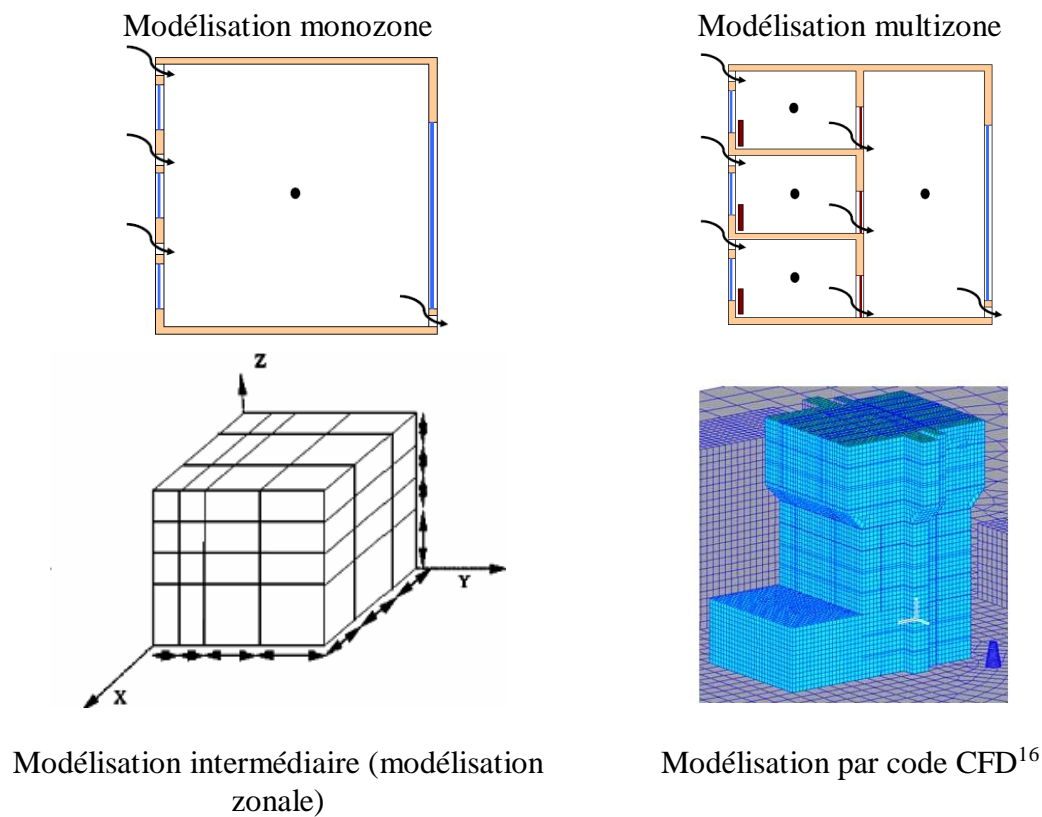 Modélisation monozone
Modélisation multizone
Z
Y
X
Modélisation intermédiaire (modélisation
zonale)
Modélisation par code CFD16